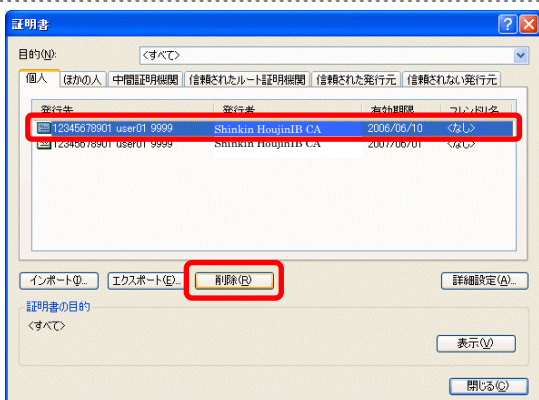 証明書
目的(N): <すべて>
個人 ほかの人 中間証明機関 信頼されたルート証明機関 信頼された発行元 信頼されない発行元
発行先 発行者 有効期限 フレンドリ名
12345678901 user01 9999 Shinkin HoujinIB CA 2006/06/10 <なし>
12345678901 user01 9999 Shinkin HoujinIB CA 2007/06/01 <なし>
インポート(I)... エクスポート(E)... 削除(R) 詳細設定(A)...
証明書の目的
<すべて>
表示(V)
閉じる(C)